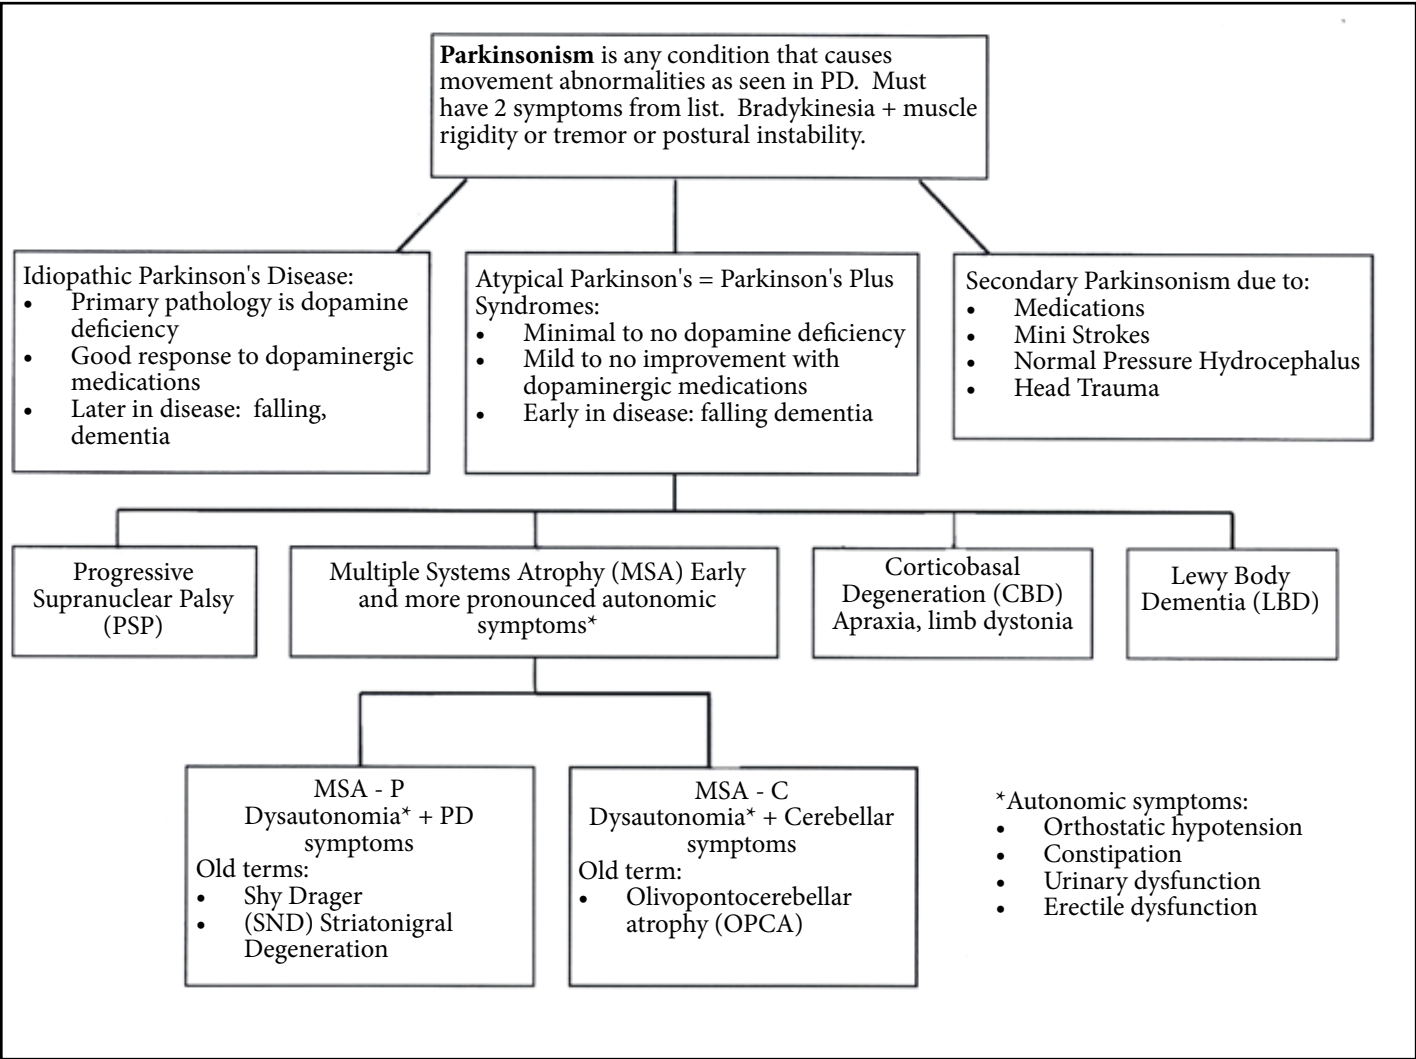 Parkinsonism is any condition that causes
movement abnormalities as seen in PD. Must
have 2 symptoms from list. Bradykinesia + muscle
rigidity or tremor or postural instability.
Idiopathic Parkinson's Disease:
• Primary pathology is dopamine
deficiency
• Good response to dopaminergic
medications
• Later in disease: falling,
dementia
Atypical Parkinson's = Parkinson's Plus
Syndromes:
• Minimal to no dopamine deficiency
• Mild to no improvement with
dopaminergic medications
• Early in disease: falling dementia
Secondary Parkinsonism due to:
• Medications
• Mini Strokes
• Normal Pressure Hydrocephalus
• Head Trauma
Progressive
Supranuclear Palsy
(PSP)
Multiple Systems Atrophy (MSA) Early
and more pronounced autonomic
symptoms*
Corticobasal
Degeneration (CBD)
Apraxia, limb dystonia
Lewy Body
Dementia (LBD)
MSA - P
Dysautonomia* + PD
symptoms
Old terms:
• Shy Drager
• (SND) Striatonigral
Degeneration
MSA - C
Dysautonomia* + Cerebellar
symptoms
Old term:
• Olivopontocerebellar
atrophy (OPCA)
*Autonomic symptoms:
• Orthostatic hypotension
• Constipation
• Urinary dysfunction
• Erectile dysfunction